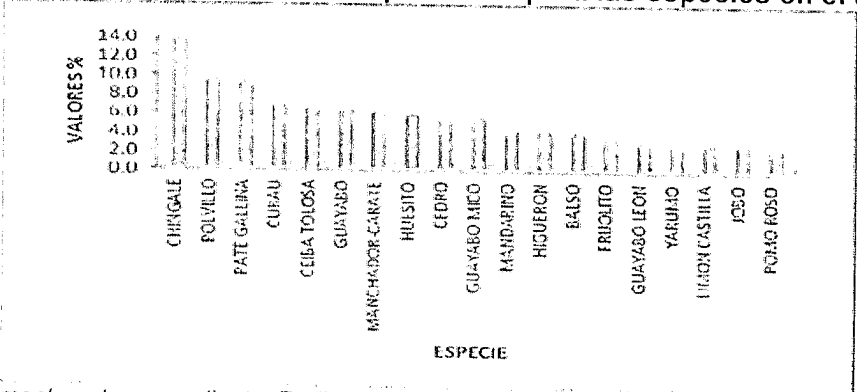 especies en el
14.0
12.0
10.0
8.0
6.0
4.0
2.0
0.0
VALORES %
CHINGALE
POLVILLO
PATE GALLINA
CURAU
CEIBA TOLOSA
GUAYABO
MANCHADOR-CARATE
HUESITO
CEDRO
GUAYABO MICO
MANDARINO
HIGUERON
BALSO
FRIJOLITO
GUAYABO LEON
YARUMO
LIMON CASTILLA
JOBO
POMO ROSO
ESPECIE